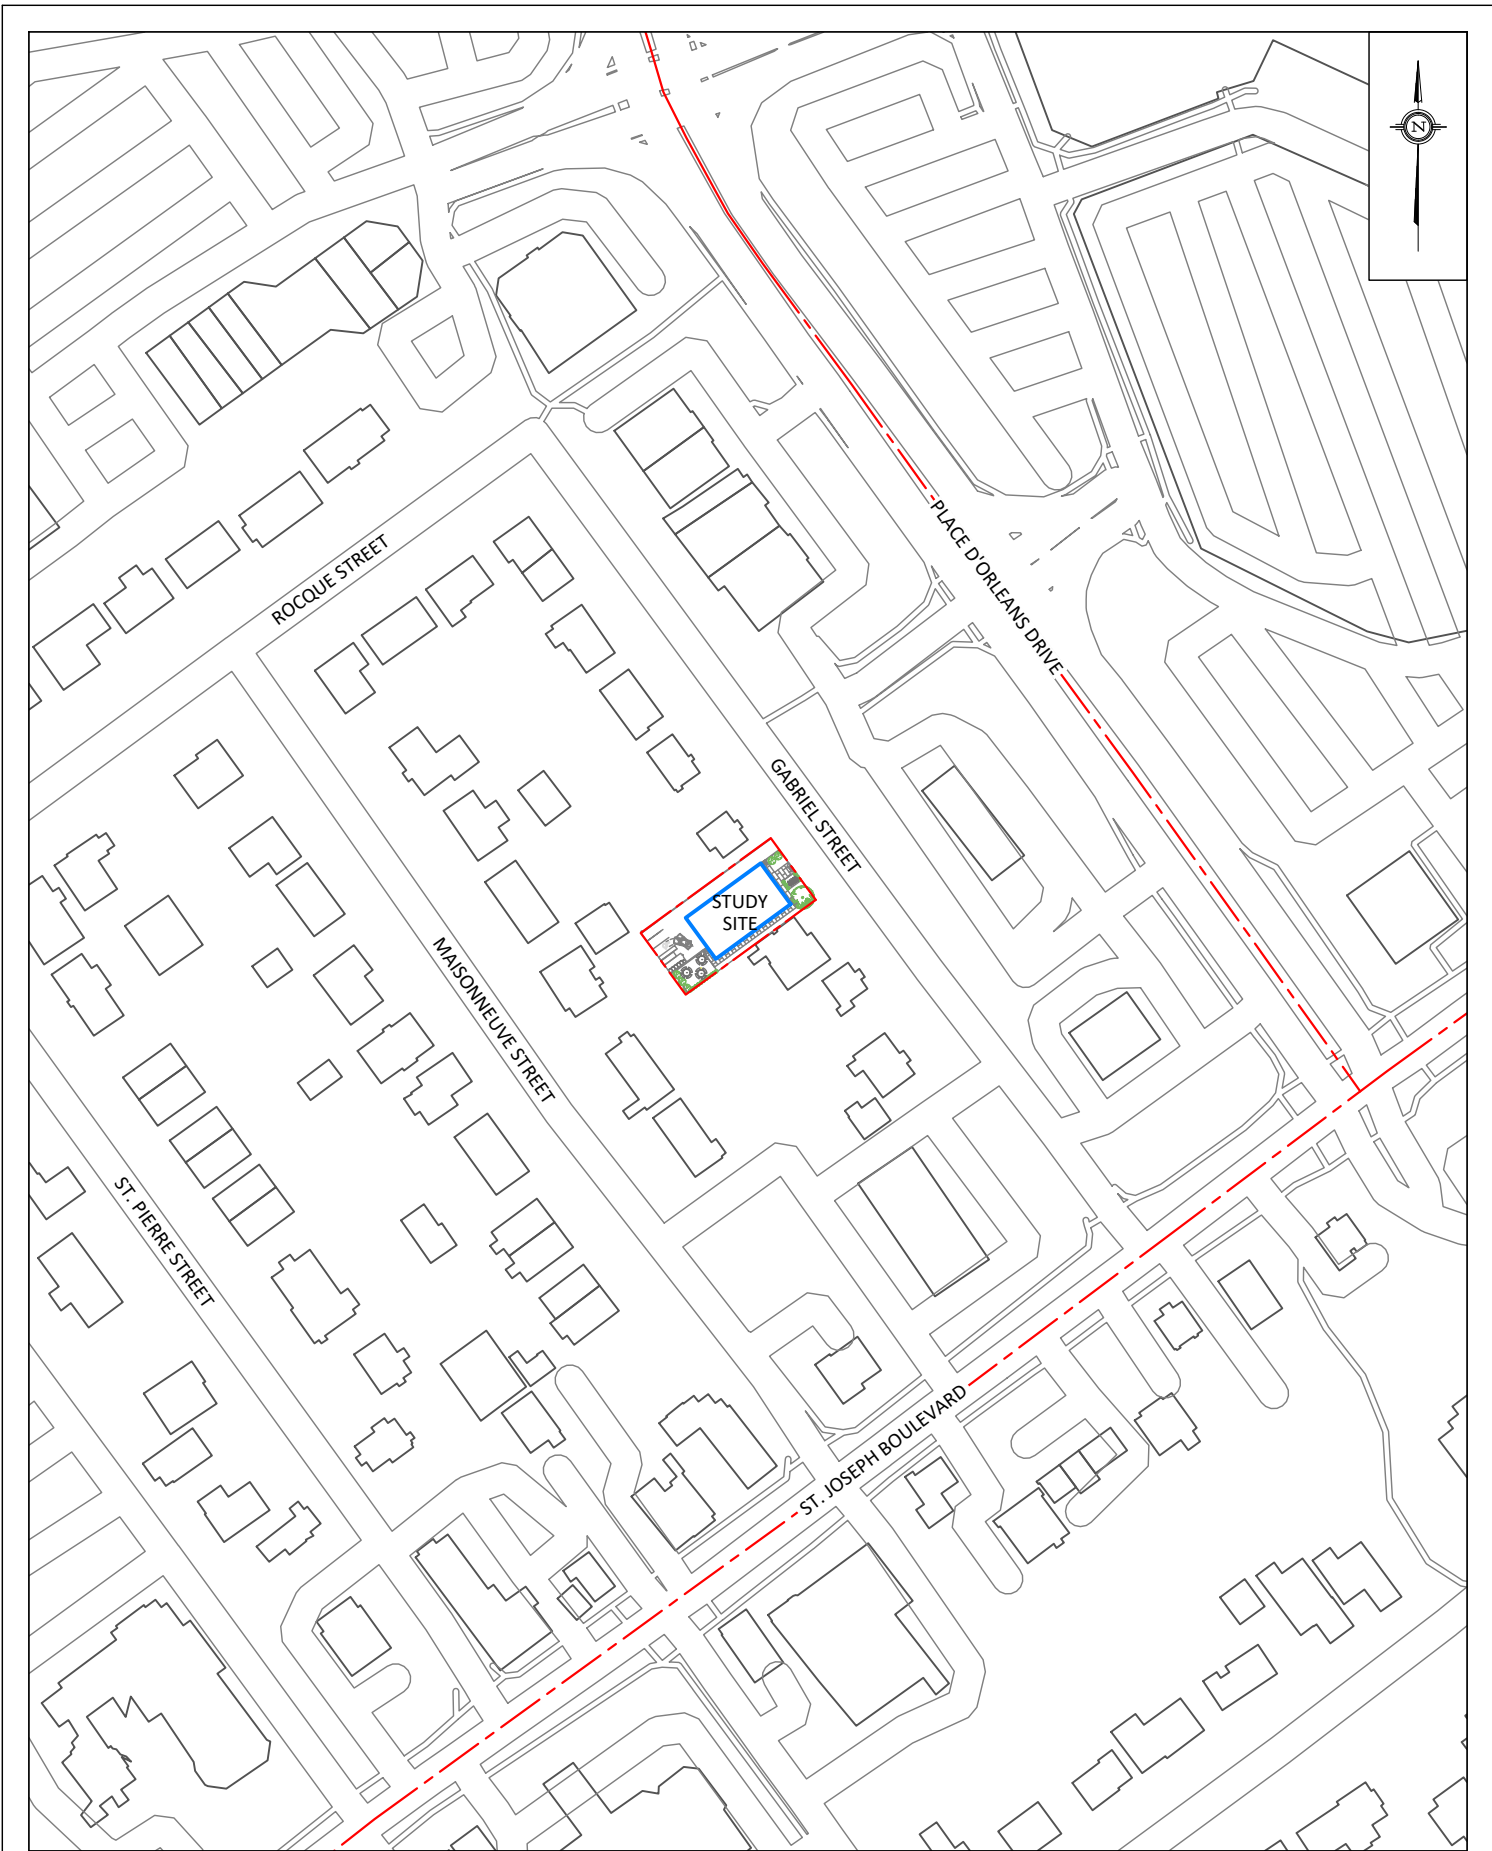 N
ROCQUE STREET
PLACE D'ORLEANS DRIVE
GABRIEL STREET
STUDY
SITE
MAISONNEUVE STREET
ST. PIERRE STREET
ST. JOSEPH BOULEVARD